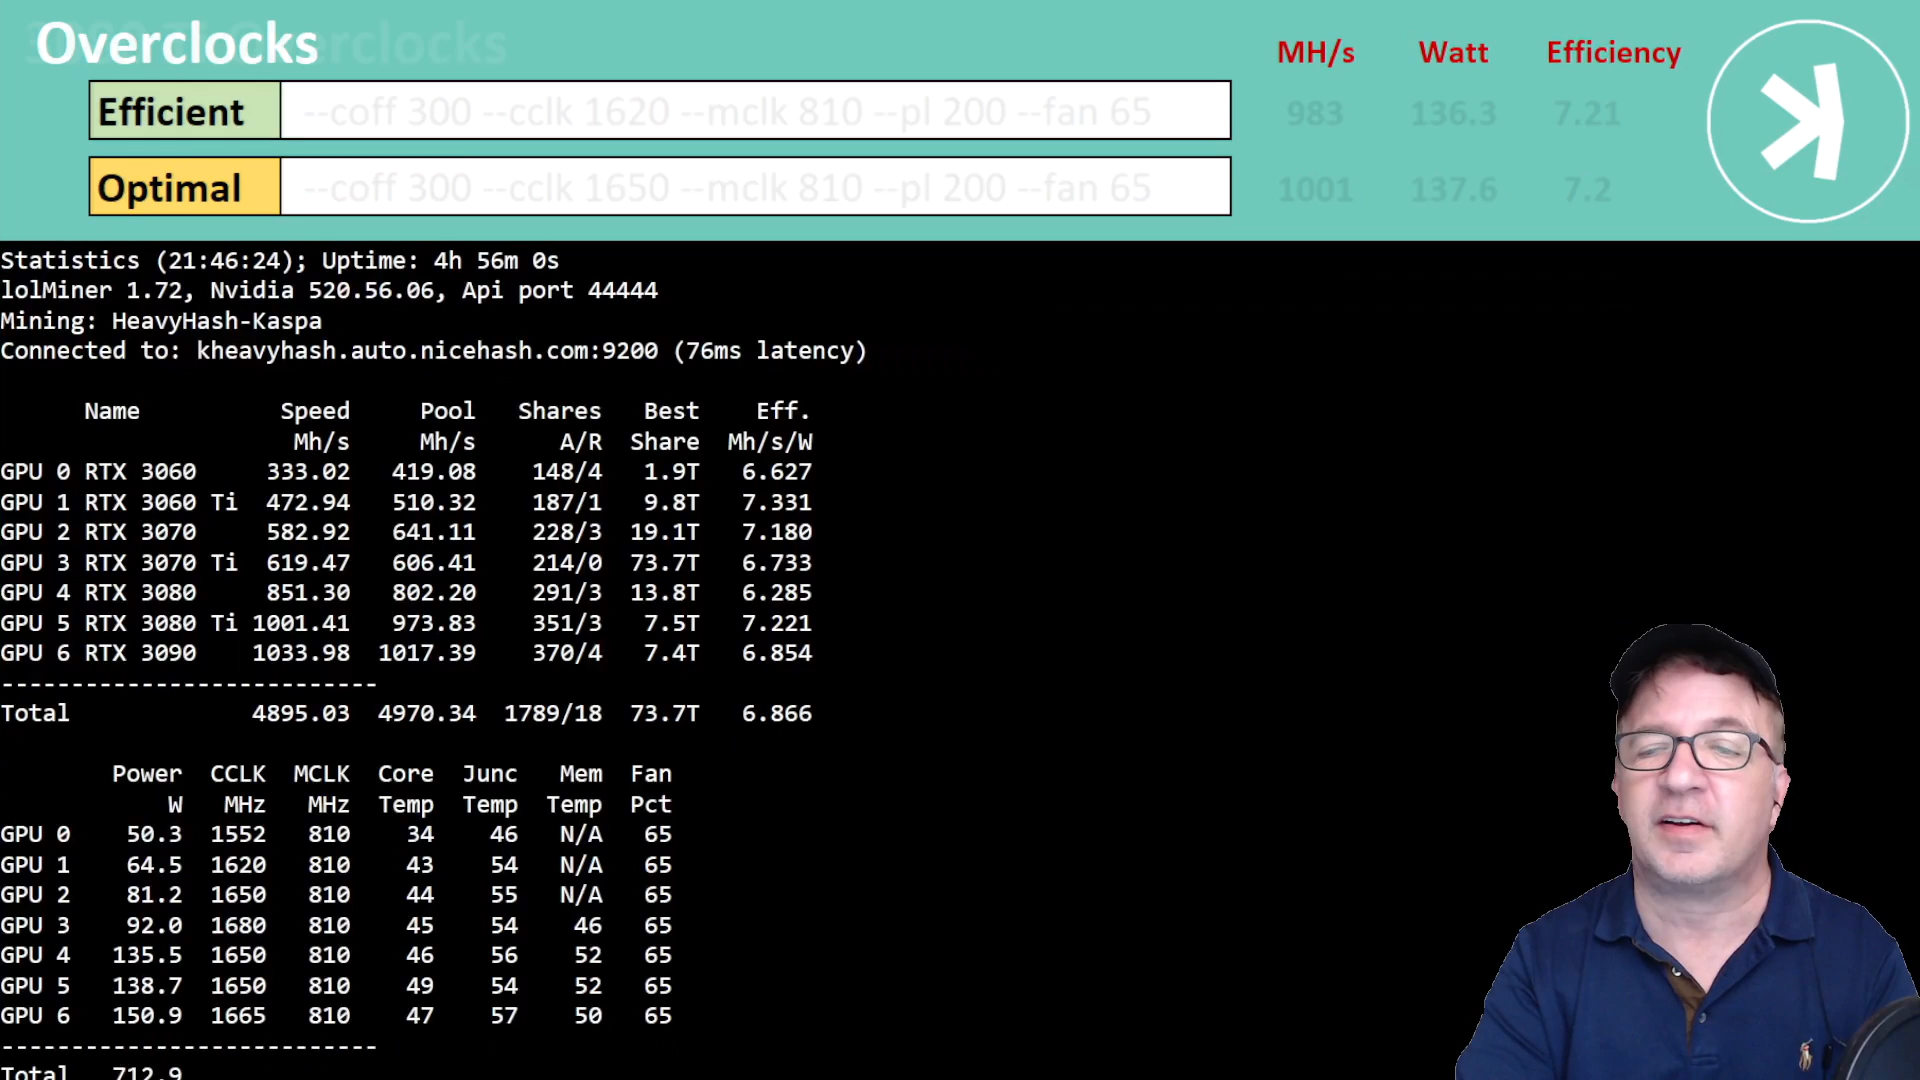 Overclocks
MH/s Watt Efficiency
Efficient --coff 300 --cclk 1620 --mclk 810 --pl 200 --fan 65 983 136.3 7.21
Optimal --coff 300 --cclk 1650 --mclk 810 --pl 200 --fan 65 1001 137.6 7.2
Statistics (21:46:24); Uptime: 4h 56m 0s
lolMiner 1.72, Nvidia 520.56.06, Api port 44444
Mining: HeavyHash-Kaspa
Connected to: kheavyhash.auto.nicehash.com:9200 (76ms latency)
Name Speed Pool Shares Best Eff.
Mh/s Mh/s A/R Share Mh/s/W
GPU 0 RTX 3060 333.02 419.08 148/4 1.9T 6.627
GPU 1 RTX 3060 Ti 472.94 510.32 187/1 9.8T 7.331
GPU 2 RTX 3070 582.92 641.11 228/3 19.1T 7.180
GPU 3 RTX 3070 Ti 619.47 606.41 214/0 73.7T 6.733
GPU 4 RTX 3080 851.30 802.20 291/3 13.8T 6.285
GPU 5 RTX 3080 Ti 1001.41 973.83 351/3 7.5T 7.221
GPU 6 RTX 3090 1033.98 1017.39 370/4 7.4T 6.854
---------------------------
Total 4895.03 4970.34 1789/18 73.7T 6.866
Power CCLK MCLK Core Junc Mem Fan
W MHz MHz Temp Temp Temp Pct
GPU 0 50.3 1552 810 34 46 N/A 65
GPU 1 64.5 1620 810 43 54 N/A 65
GPU 2 81.2 1650 810 44 55 N/A 65
GPU 3 92.0 1680 810 45 54 46 65
GPU 4 135.5 1650 810 46 56 52 65
GPU 5 138.7 1650 810 49 54 52 65
GPU 6 150.9 1665 810 47 57 50 65
---------------------------
Total 712.9